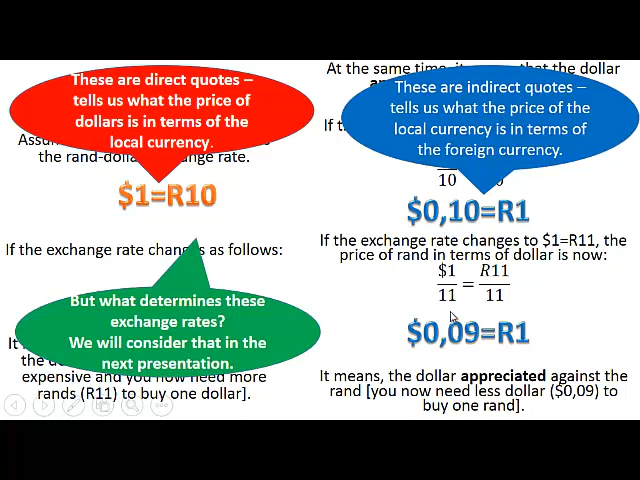 These are direct quotes –
tells us what the price of
dollars is in terms of the
local currency.
Assu
the rand-dollar
ange rate.
$1=R10
If the exchange rate changes as follows:
But what determines these
exchange rates?
We will consider that in the
next presentation.
It
the do
expensive and you now need more
rands (R11) to buy one dollar].
At the same time, it
that the dollar
These are indirect quotes –
tells us what the price of the
local currency is in terms of
the foreign currency.
If t
10
$0,10=R1
If the exchange rate changes to $1=R11, the
price of rand in terms of dollar is now:
$1 R11
— = —
11 11
$0,09=R1
It means, the dollar appreciated against the
rand [you now need less dollar ($0,09) to
buy one rand].